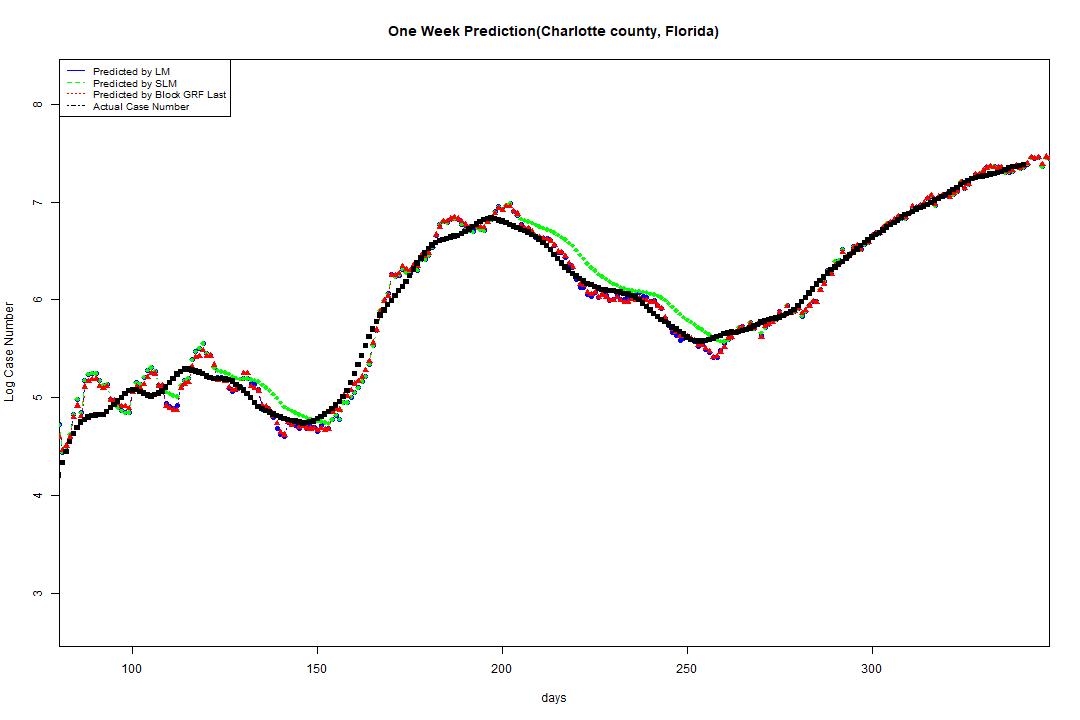 One Week Prediction(Charlotte county, Florida)
Predicted by LM
Predicted by SLM
Predicted by Block GRF Last
Actual Case Number
8
7
6
5
4
3
Log Case Number
100 150 200 250 300
days